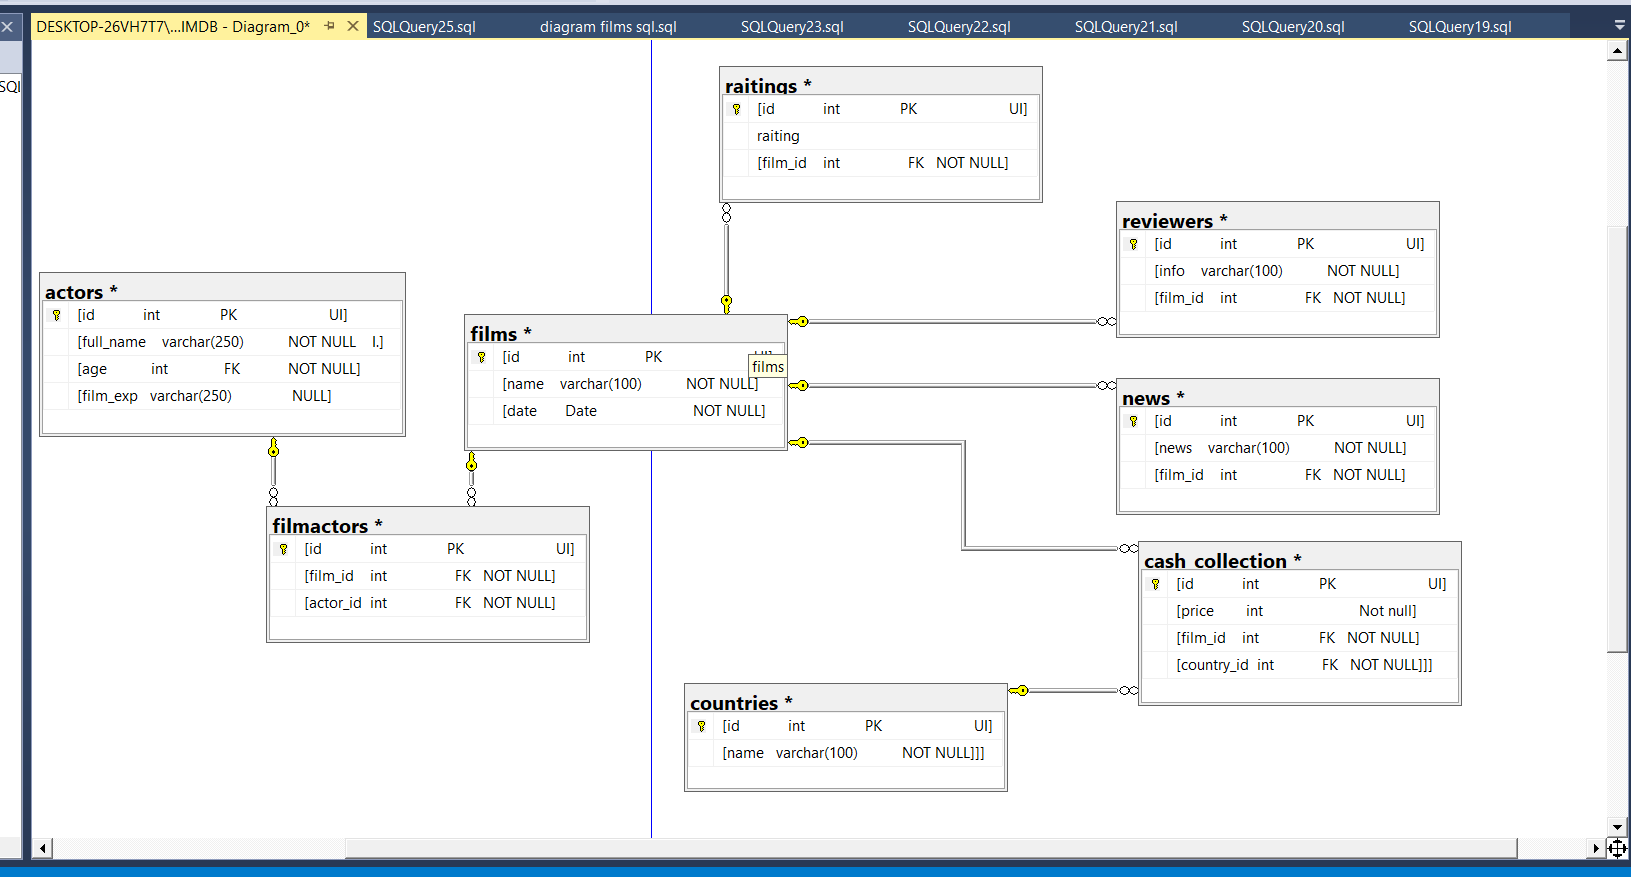 DESKTOP-26VH7T7\...IMDB - Diagram_0* SQLQuery25.sql diagram films sql.sql SQLQuery23.sql SQLQuery22.sql SQLQuery21.sql SQLQuery20.sql SQLQuery19.sql
SQl
raitings *
[id int PK UI]
raiting
[film_id int FK NOT NULL]
reviewers *
[id int PK UI]
[info varchar(100) NOT NULL]
[film_id int FK NOT NULL]
actors *
[id int PK UI]
[full_name varchar(250) NOT NULL I.]
[age int FK NOT NULL]
[film_exp varchar(250) NULL]
films *
[id int PK UI]
films
[name varchar(100) NOT NULL]
[date Date NOT NULL]
news *
[id int PK UI]
[news varchar(100) NOT NULL]
[film_id int FK NOT NULL]
filmactors *
[id int PK UI]
[film_id int FK NOT NULL]
[actor_id int FK NOT NULL]
cash_collection *
[id int PK UI]
[price int Not null]
[film_id int FK NOT NULL]
[country_id int FK NOT NULL]]]
countries *
[id int PK UI]
[name varchar(100) NOT NULL]]]